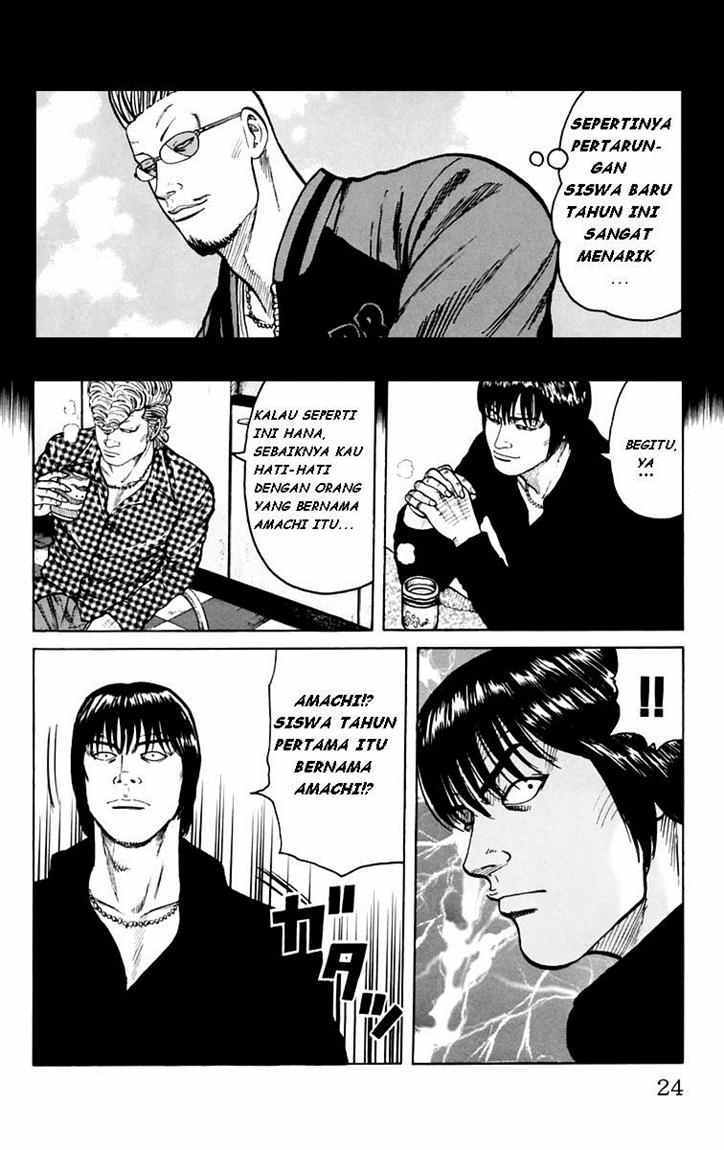 SEPERTINYA
PERTARUN-
GAN
SISWA BARU
TAHUN INI
SANGAT
MENARIK
...
BEGITU,
YA
...
KALAU SEPERTI
INI HANA,
SEBAIKNYA KAU
HATI-HATI
DENGAN ORANG
YANG BERNAMA
AMACHI ITU...
!!
AMACHI!?
SISWA TAHUN
PERTAMA ITU
BERNAMA
AMACHI!?
ガタッ
24